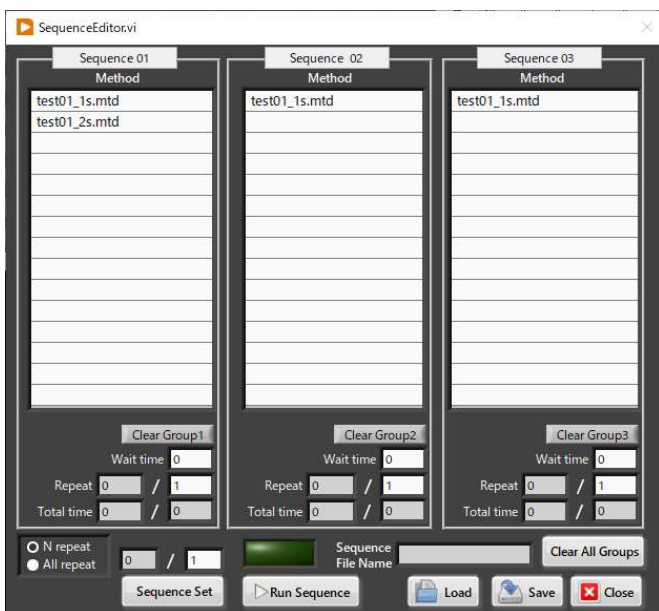 SequenceEditor.vi
Sequence 01
Method
test01_1s.mtd
test01_2s.mtd
Clear Group1
Wait time 0
Repeat 0 / 1
Total time 0 / 0
Sequence 02
Method
test01_1s.mtd
Clear Group2
Wait time 0
Repeat 0 / 1
Total time 0 / 0
Sequence 03
Method
test01_1s.mtd
Clear Group3
Wait time 0
Repeat 0 / 1
Total time 0 / 0
N repeat
All repeat
0 / 1
Sequence
File Name
Clear All Groups
Sequence Set
Run Sequence
Load
Save
Close